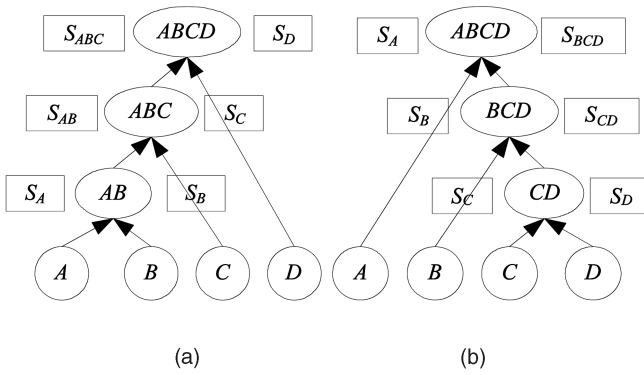 S_ABC ABCD S_D S_A ABCD S_BCD
S_AB ABC S_C S_B BCD S_CD
S_A AB S_B S_C CD S_D
A B C D A B C D
(a) (b)